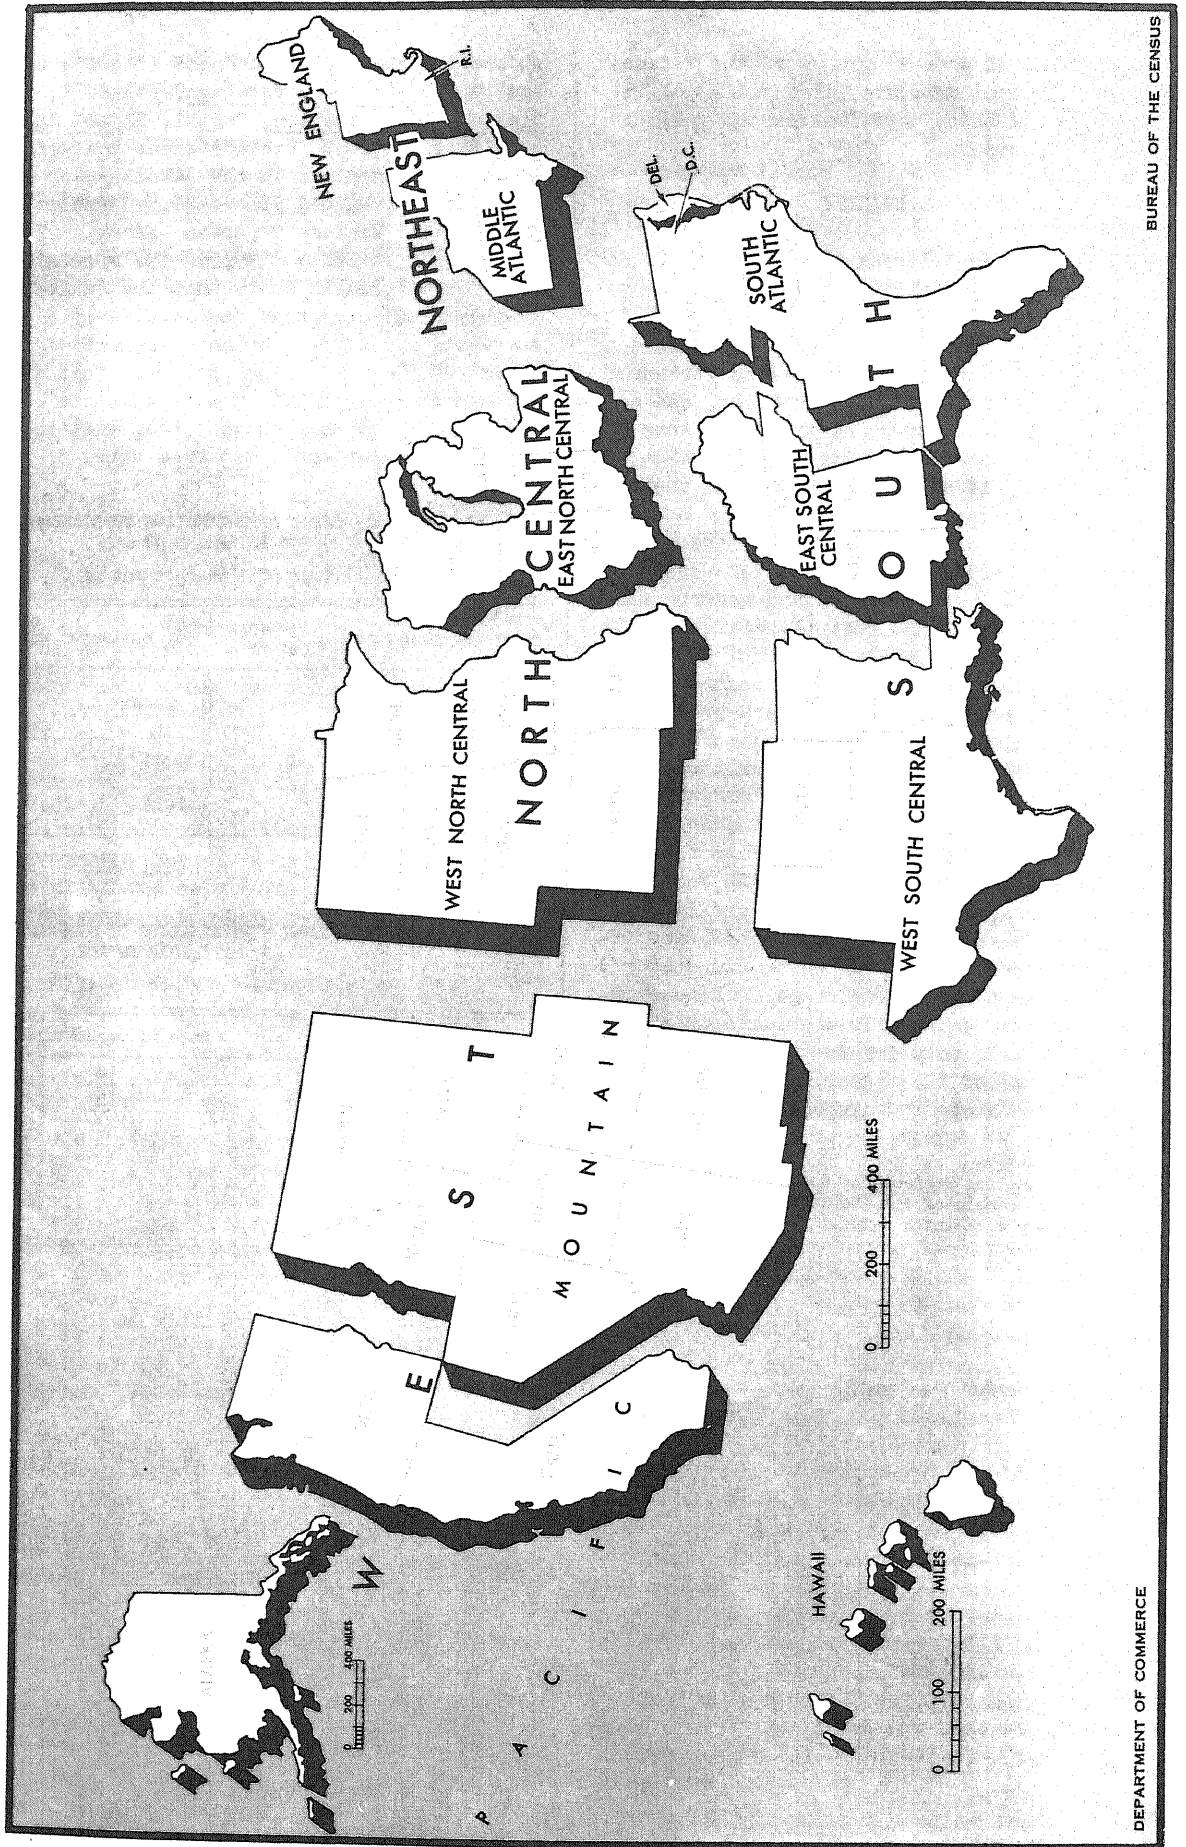 W E S T
P A C I F I C
M O U N T A I N
NORTH CENTRAL
WEST NORTH CENTRAL
EAST NORTH CENTRAL
NORTHEAST
NEW ENGLAND
R.I.
MIDDLE
ATLANTIC
S O U T H
WEST SOUTH CENTRAL
EAST SOUTH
CENTRAL
SOUTH
ATLANTIC
DEL.
D.C.
ALASKA
0 200 400 MILES
HAWAII
0 100 200 MILES
0 200 400 MILES
DEPARTMENT OF COMMERCE
BUREAU OF THE CENSUS